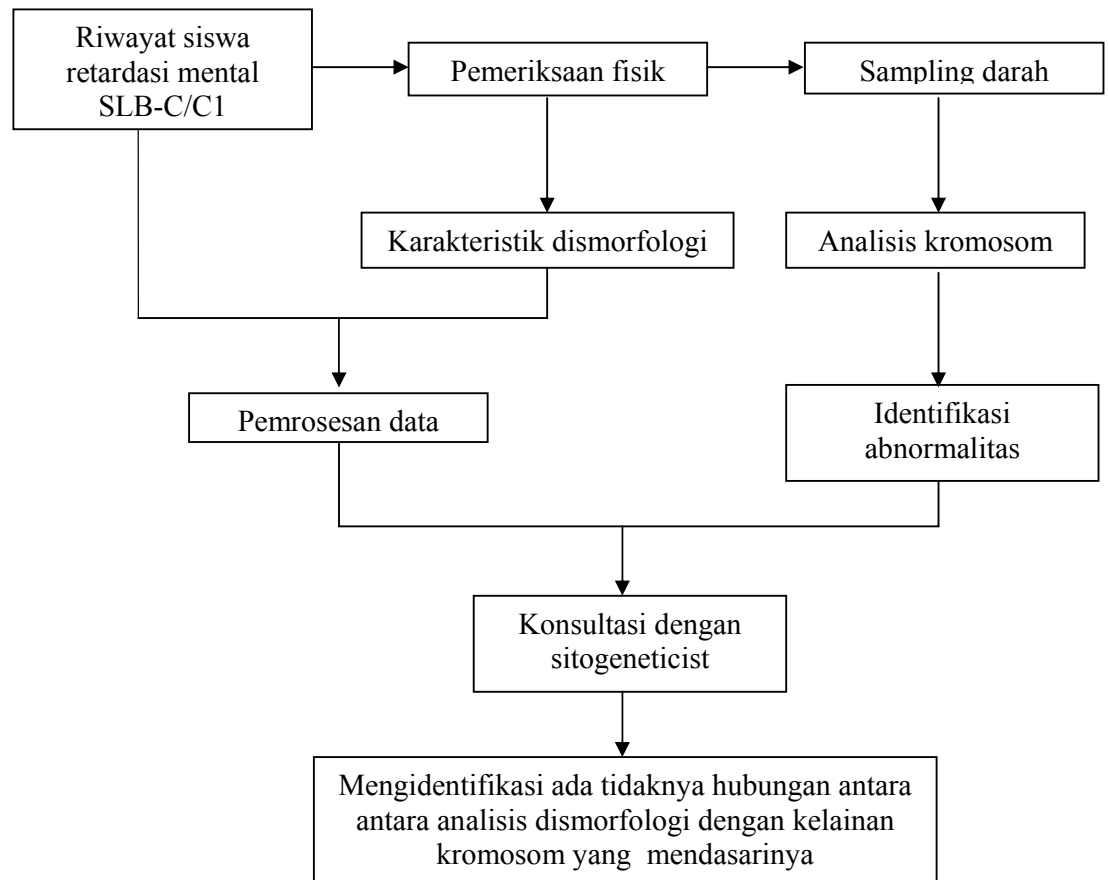 Riwayat siswa
retardasi mental
SLB-C/C1
Pemeriksaan fisik
Sampling darah
Karakteristik dismorfologi
Analisis kromosom
Pemrosesan data
Identifikasi
abnormalitas
Konsultasi dengan
sitogeneticist
Mengidentifikasi ada tidaknya hubungan antara
antara analisis dismorfologi dengan kelainan
kromosom yang mendasarinya